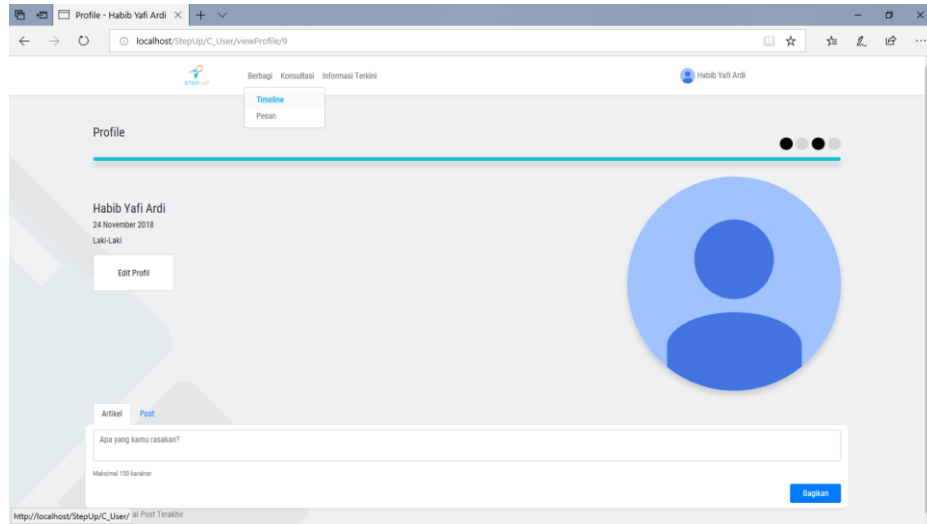 Profile - Habib Yafi Ardi
localhost/StepUp/C_User/viewProfile/9
STEP UP
Berbagi Konsultasi Informasi Terkini
Habib Yafi Ardi
Timeline
Pesan
Profile
Habib Yafi Ardi
24 November 2018
Laki-Laki
Edit Profil
Artikel Post
Apa yang kamu rasakan?
Maksimal 150 karakter
Bagikan
http://localhost/StepUp/C_User/ ai Post Terakhir